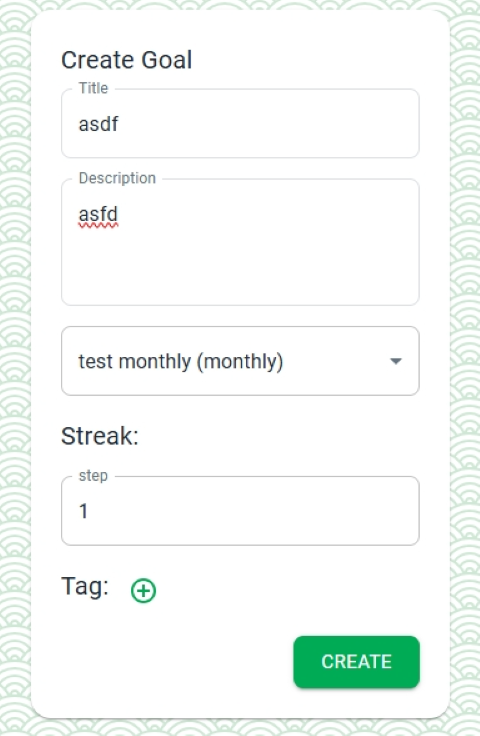 Create Goal
Title
asdf
Description
asfd
test monthly (monthly)
Streak:
step
1
Tag:
CREATE